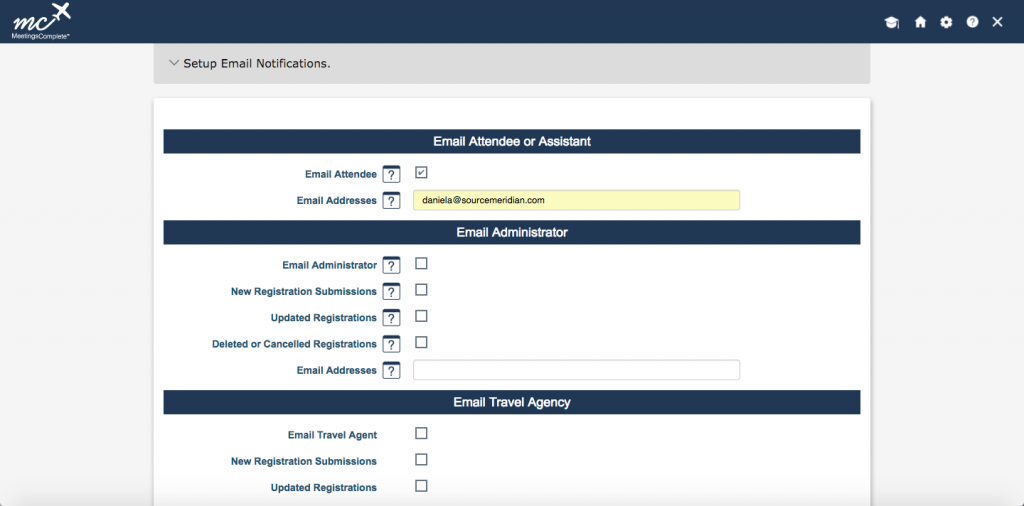 mc
MeetingsComplete™
Setup Email Notifications.
Email Attendee or Assistant
Email Attendee ?
Email Addresses ? daniela@sourcemeridian.com
Email Administrator
Email Administrator ?
New Registration Submissions ?
Updated Registrations ?
Deleted or Cancelled Registrations ?
Email Addresses ?
Email Travel Agency
Email Travel Agent
New Registration Submissions
Updated Registrations